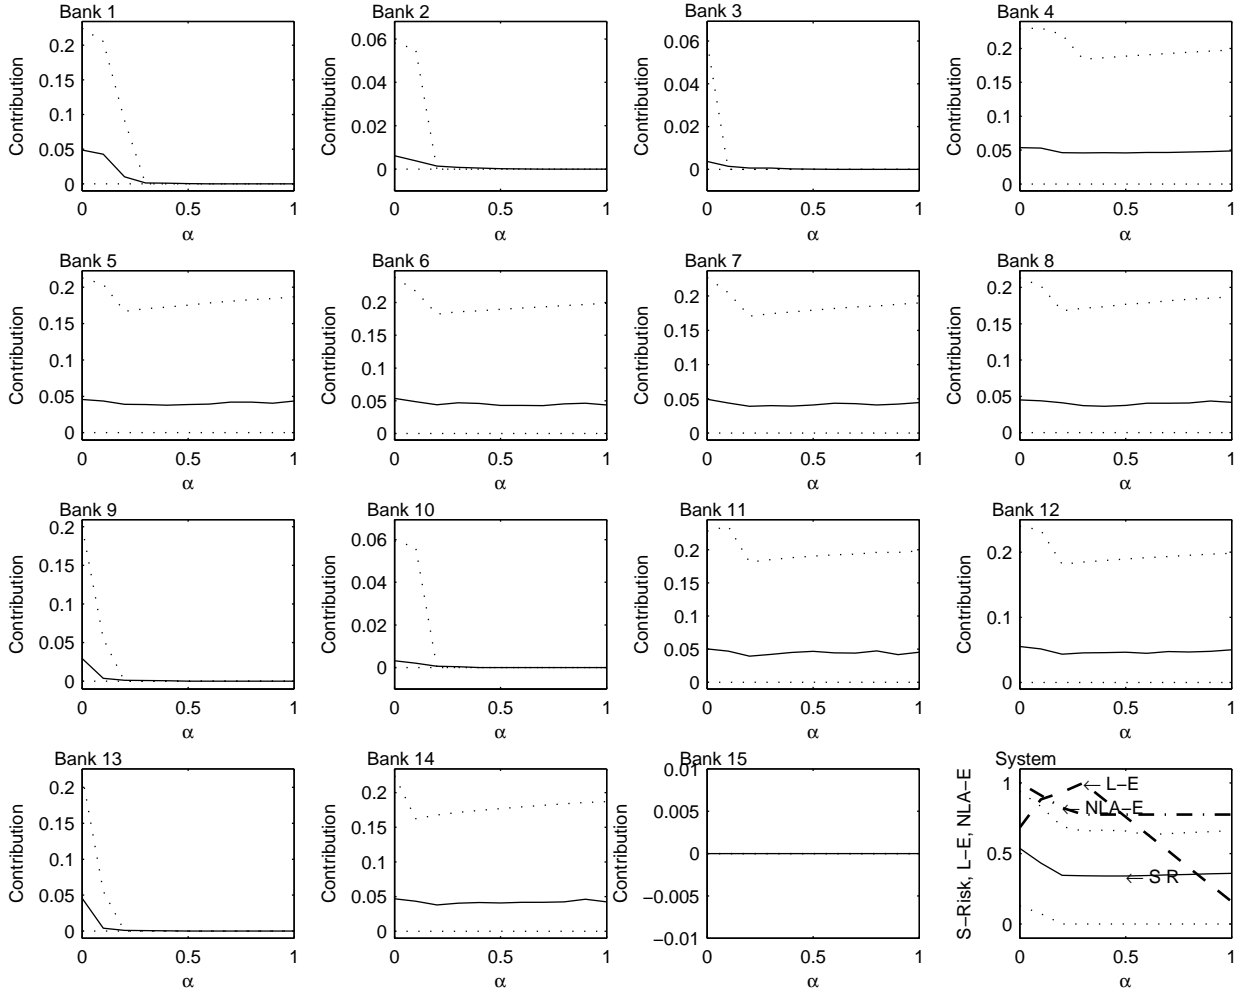 Bank 1
Contribution
0.2
0.15
0.1
0.05
0
0 0.5 1
α
Bank 2
Contribution
0.06
0.04
0.02
0
0 0.5 1
α
Bank 3
Contribution
0.06
0.04
0.02
0
0 0.5 1
α
Bank 4
Contribution
0.2
0.15
0.1
0.05
0
0 0.5 1
α
Bank 5
Contribution
0.2
0.15
0.1
0.05
0
0 0.5 1
α
Bank 6
Contribution
0.2
0.15
0.1
0.05
0
0 0.5 1
α
Bank 7
Contribution
0.2
0.15
0.1
0.05
0
0 0.5 1
α
Bank 8
Contribution
0.2
0.15
0.1
0.05
0
0 0.5 1
α
Bank 9
Contribution
0.2
0.15
0.1
0.05
0
0 0.5 1
α
Bank 10
Contribution
0.06
0.04
0.02
0
0 0.5 1
α
Bank 11
Contribution
0.2
0.15
0.1
0.05
0
0 0.5 1
α
Bank 12
Contribution
0.2
0.1
0
0 0.5 1
α
Bank 13
Contribution
0.2
0.15
0.1
0.05
0
0 0.5 1
α
Bank 14
Contribution
0.2
0.15
0.1
0.05
0
0 0.5 1
α
Bank 15
Contribution
0.01
0.005
0
−0.005
−0.01
0 0.5 1
α
System
S−Risk, L−E, NLA−E
1
0.5
0
← L−E
← NLA−E
← S R
0 0.5 1
α